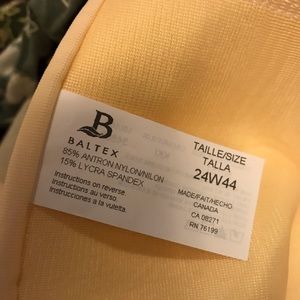 B
BALTEX
85% ANTRON-NYLON/NILON
15% LYCRA SPANDEX
Instructions on reverse
Instructions au verso.
Instrucciones a la vuelta.
TAILLE/SIZE
TALLA
24W44
MADE/FAIT/HECHO:
CANADA
CA 08271
RN 76199